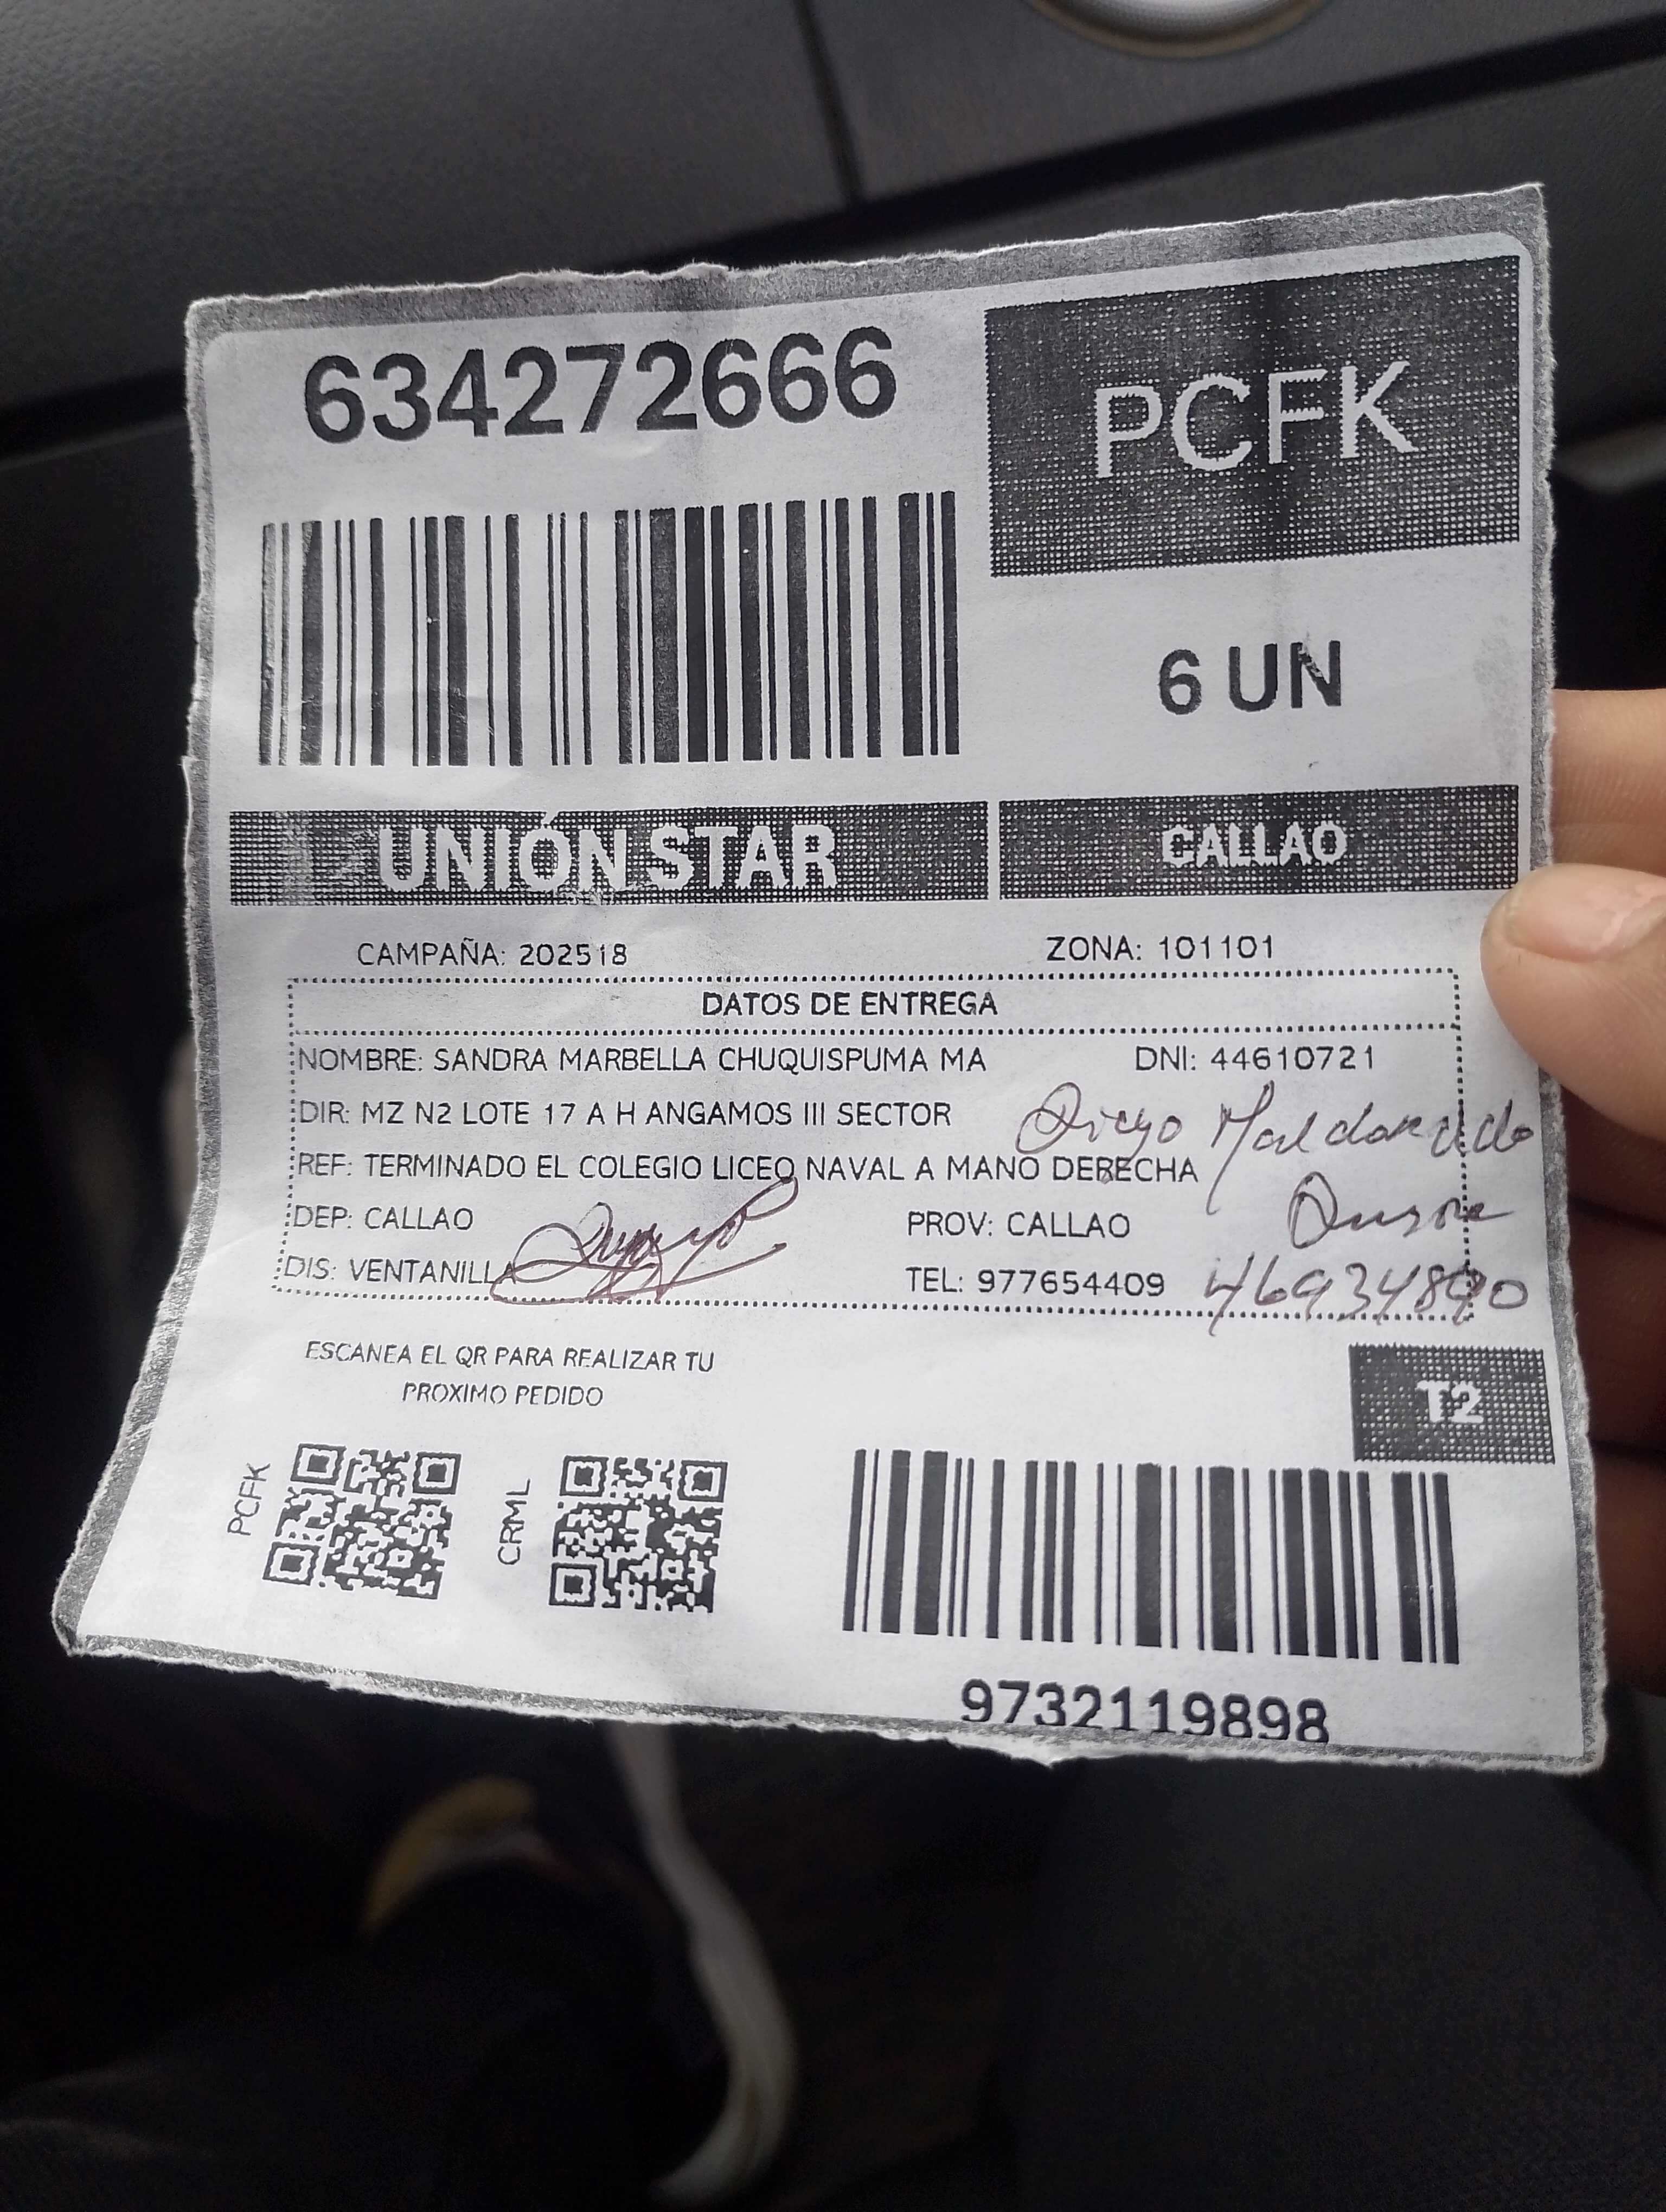 634272666
PCFK
6 UN
UNIÓN STAR
CALLAO
CAMPAÑA: 202518
ZONA: 101101
DATOS DE ENTREGA
NOMBRE: SANDRA MARBELLA CHUQUISPUMA MA
DNI: 44610721
DIR: MZ N2 LOTE 17 A H ANGAMOS III SECTOR
Diego Maldonado
REF: TERMINADO EL COLEGIO LICEO NAVAL A MANO DERECHA
DEP: CALLAO
PROV: CALLAO
DIS: VENTANILLA
TEL: 977654409
ESCANEA EL QR PARA REALIZAR TU
PROXIMO PEDIDO
T2
PCFK
CRML
9732119898